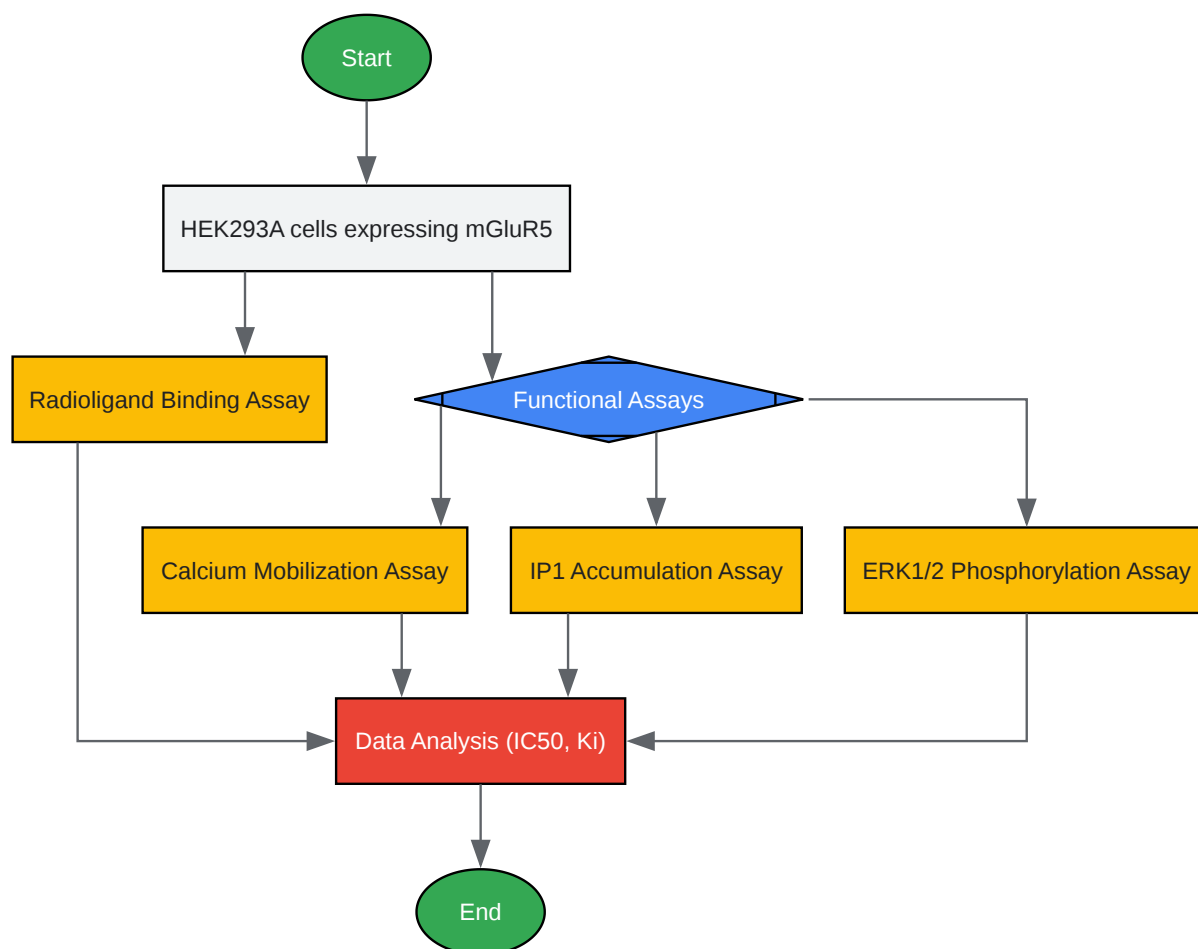 Start
HEK293A cells expressing mGluR5
Radioligand Binding Assay
Functional Assays
Calcium Mobilization Assay
IP1 Accumulation Assay
ERK1/2 Phosphorylation Assay
Data Analysis (IC50, Ki)
End